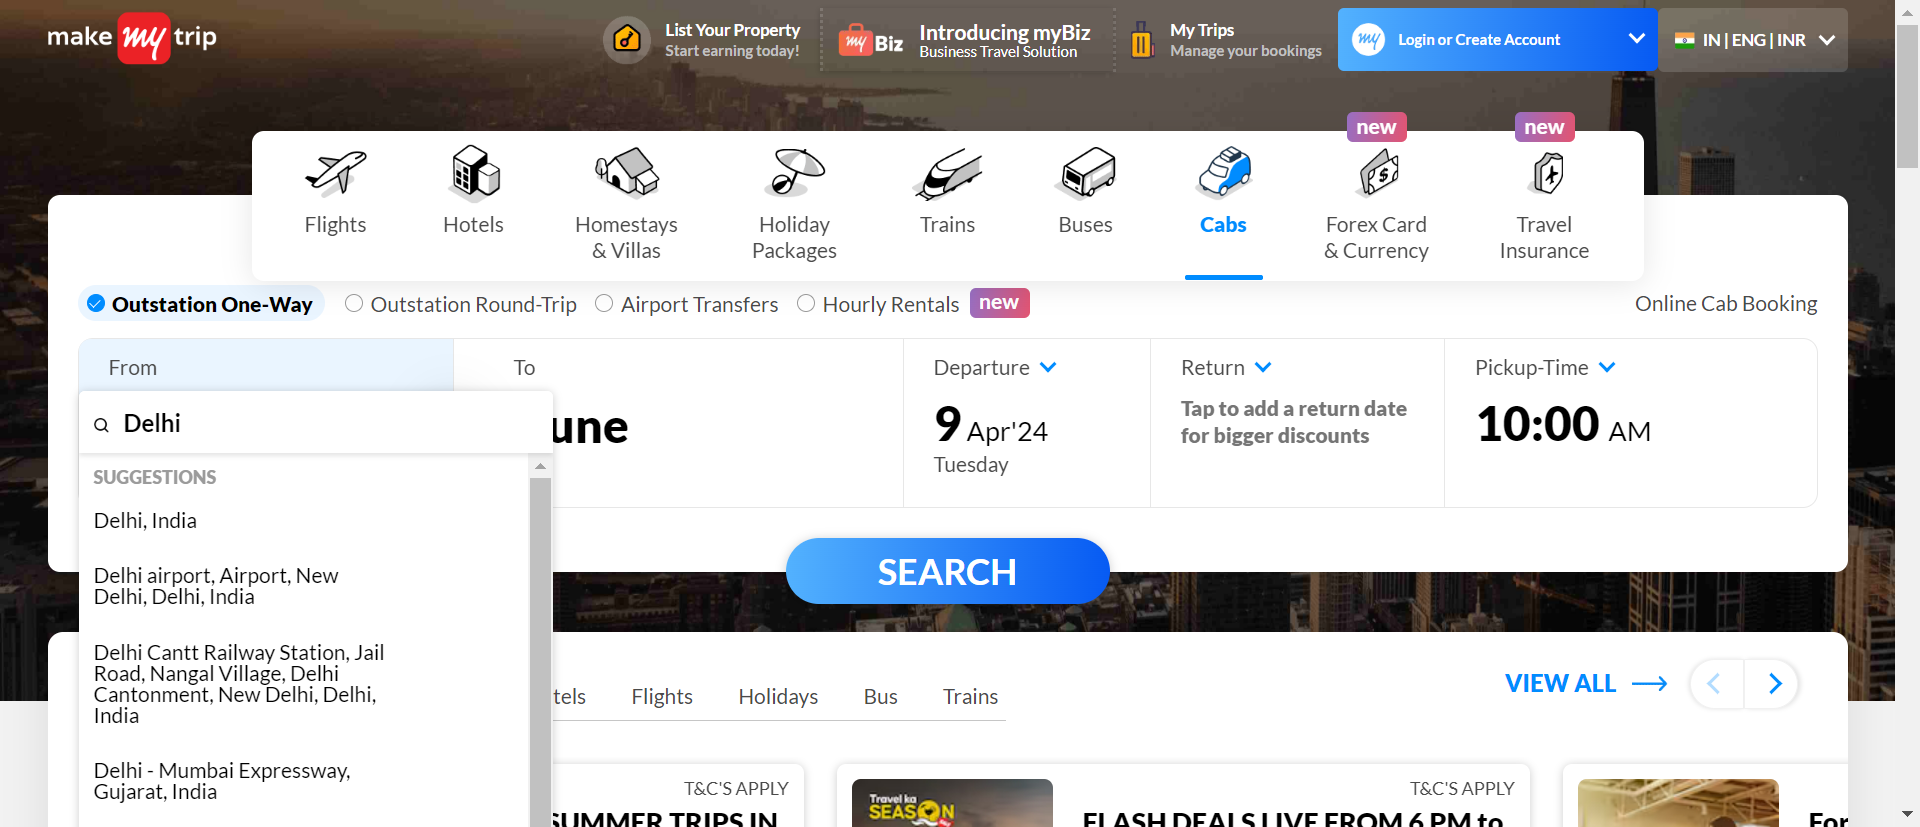 make my trip
List Your Property
Start earning today!
my Biz
Introducing myBiz
Business Travel Solution
My Trips
Manage your bookings
my
Login or Create Account
IN | ENG | INR
new
new
Flights
Hotels
Homestays
& Villas
Holiday
Packages
Trains
Buses
Cabs
Forex Card
& Currency
Travel
Insurance
Outstation One-Way
Outstation Round-Trip
Airport Transfers
Hourly Rentals
new
Online Cab Booking
From
To
Departure
Return
Pickup-Time
Delhi
une
9 Apr'24
Tuesday
Tap to add a return date
for bigger discounts
10:00 AM
SUGGESTIONS
Delhi, India
Delhi airport, Airport, New
Delhi, Delhi, India
Delhi Cantt Railway Station, Jail
Road, Nangal Village, Delhi
Cantonment, New Delhi, Delhi,
India
Delhi - Mumbai Expressway,
Gujarat, India
SEARCH
tels
Flights
Holidays
Bus
Trains
VIEW ALL
T&C'S APPLY
SUMMER TRIPS IN
Travel ka
SEASON
T&C'S APPLY
FLASH DEALS LIVE FROM 6 PM to
For